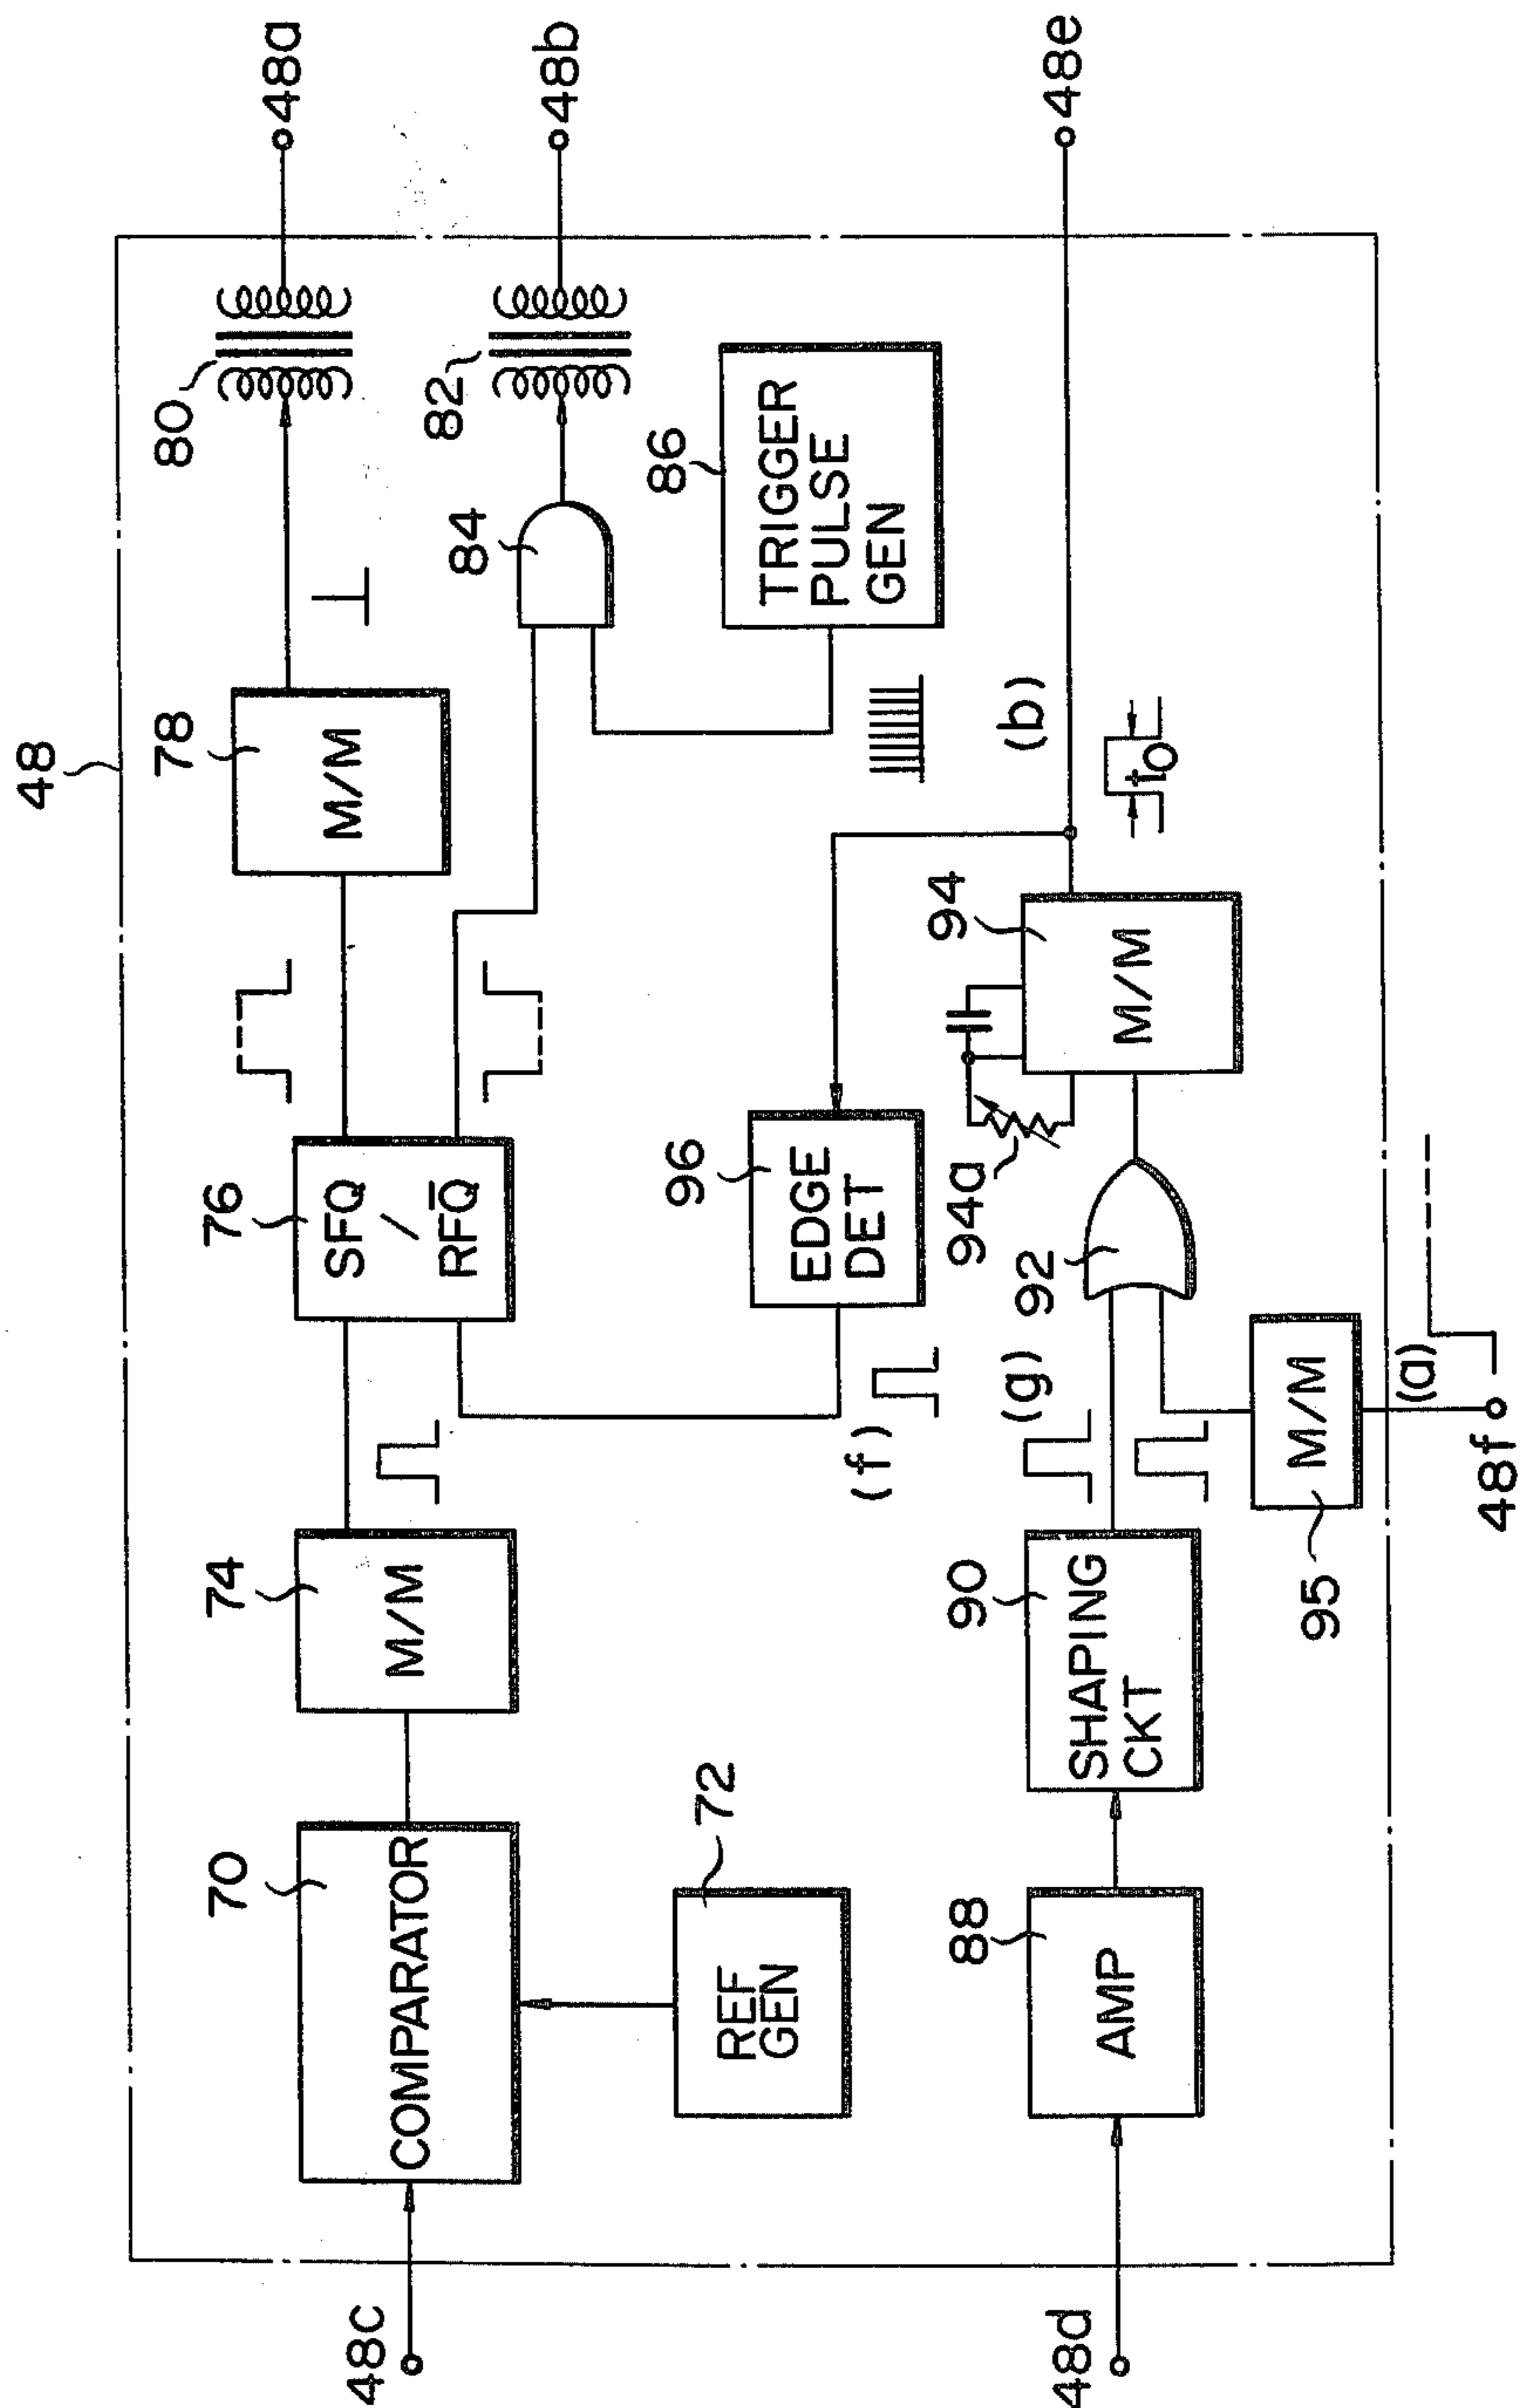 48
48a
80
78
M/M
48b
82
84
76
SFQ
/
RFQ̄
74
M/M
70
COMPARATOR
48c
86
TRIGGER
PULSE
GEN
96
EDGE
DET
(f)
72
REF
GEN
48e
(b)
t0
94
M/M
94a
92
(g)
90
SHAPING
CKT
88
AMP
48d
M/M
95
(a)
48f